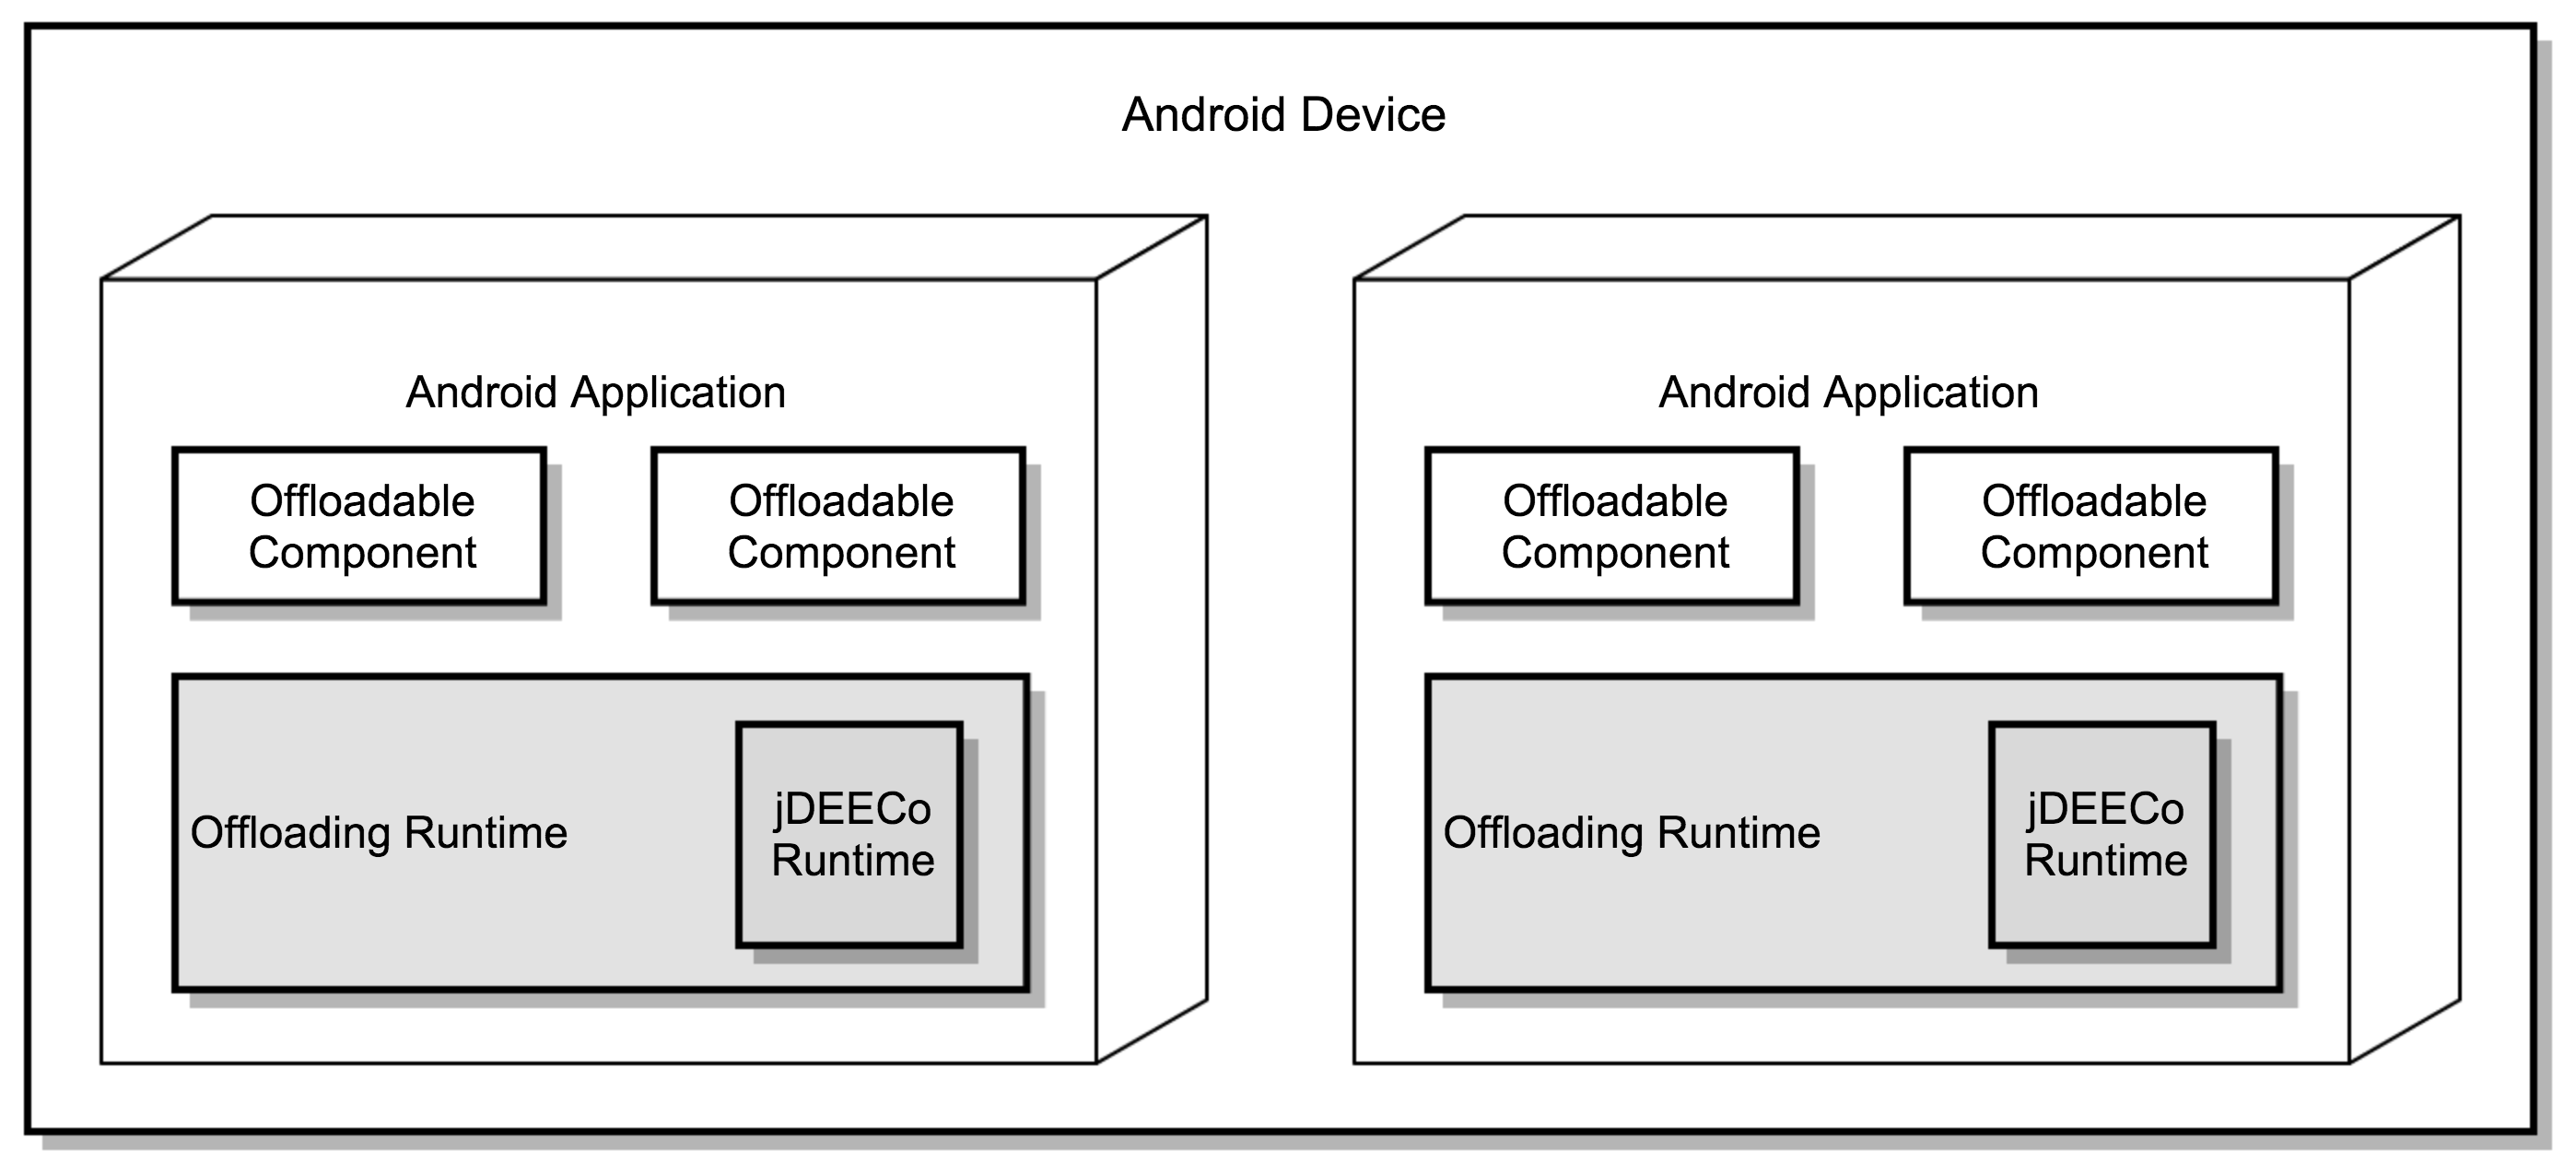 Android Device
Android Application
Offloadable
Component
Offloadable
Component
Offloading Runtime
jDEECo
Runtime
Android Application
Offloadable
Component
Offloadable
Component
Offloading Runtime
jDEECo
Runtime